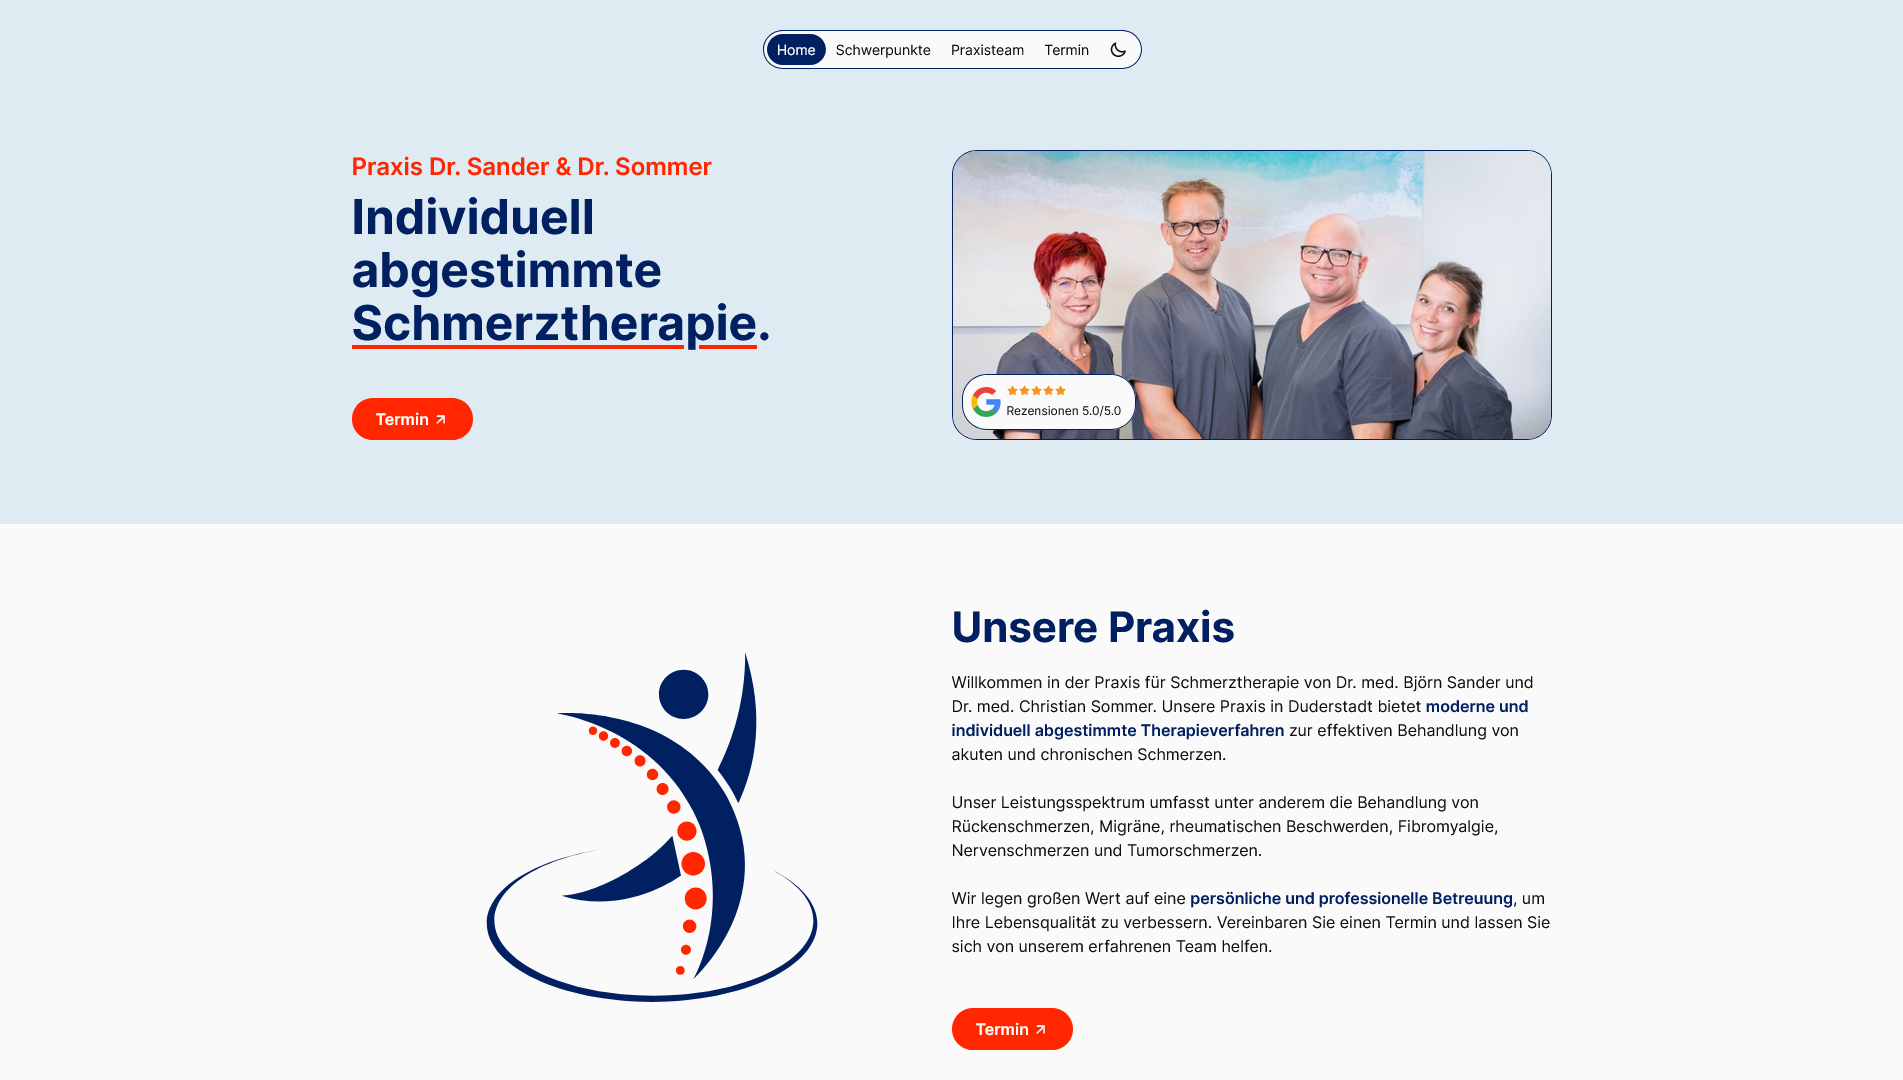 Home Schwerpunkte Praxisteam Termin
Praxis Dr. Sander & Dr. Sommer
Individuell
abgestimmte
Schmerztherapie.
Termin
Rezensionen 5.0/5.0
Unsere Praxis
Willkommen in der Praxis für Schmerztherapie von Dr. med. Björn Sander und
Dr. med. Christian Sommer. Unsere Praxis in Duderstadt bietet moderne und
individuell abgestimmte Therapieverfahren zur effektiven Behandlung von
akuten und chronischen Schmerzen.
Unser Leistungsspektrum umfasst unter anderem die Behandlung von
Rückenschmerzen, Migräne, rheumatischen Beschwerden, Fibromyalgie,
Nervenschmerzen und Tumorschmerzen.
Wir legen großen Wert auf eine persönliche und professionelle Betreuung, um
Ihre Lebensqualität zu verbessern. Vereinbaren Sie einen Termin und lassen Sie
sich von unserem erfahrenen Team helfen.
Termin